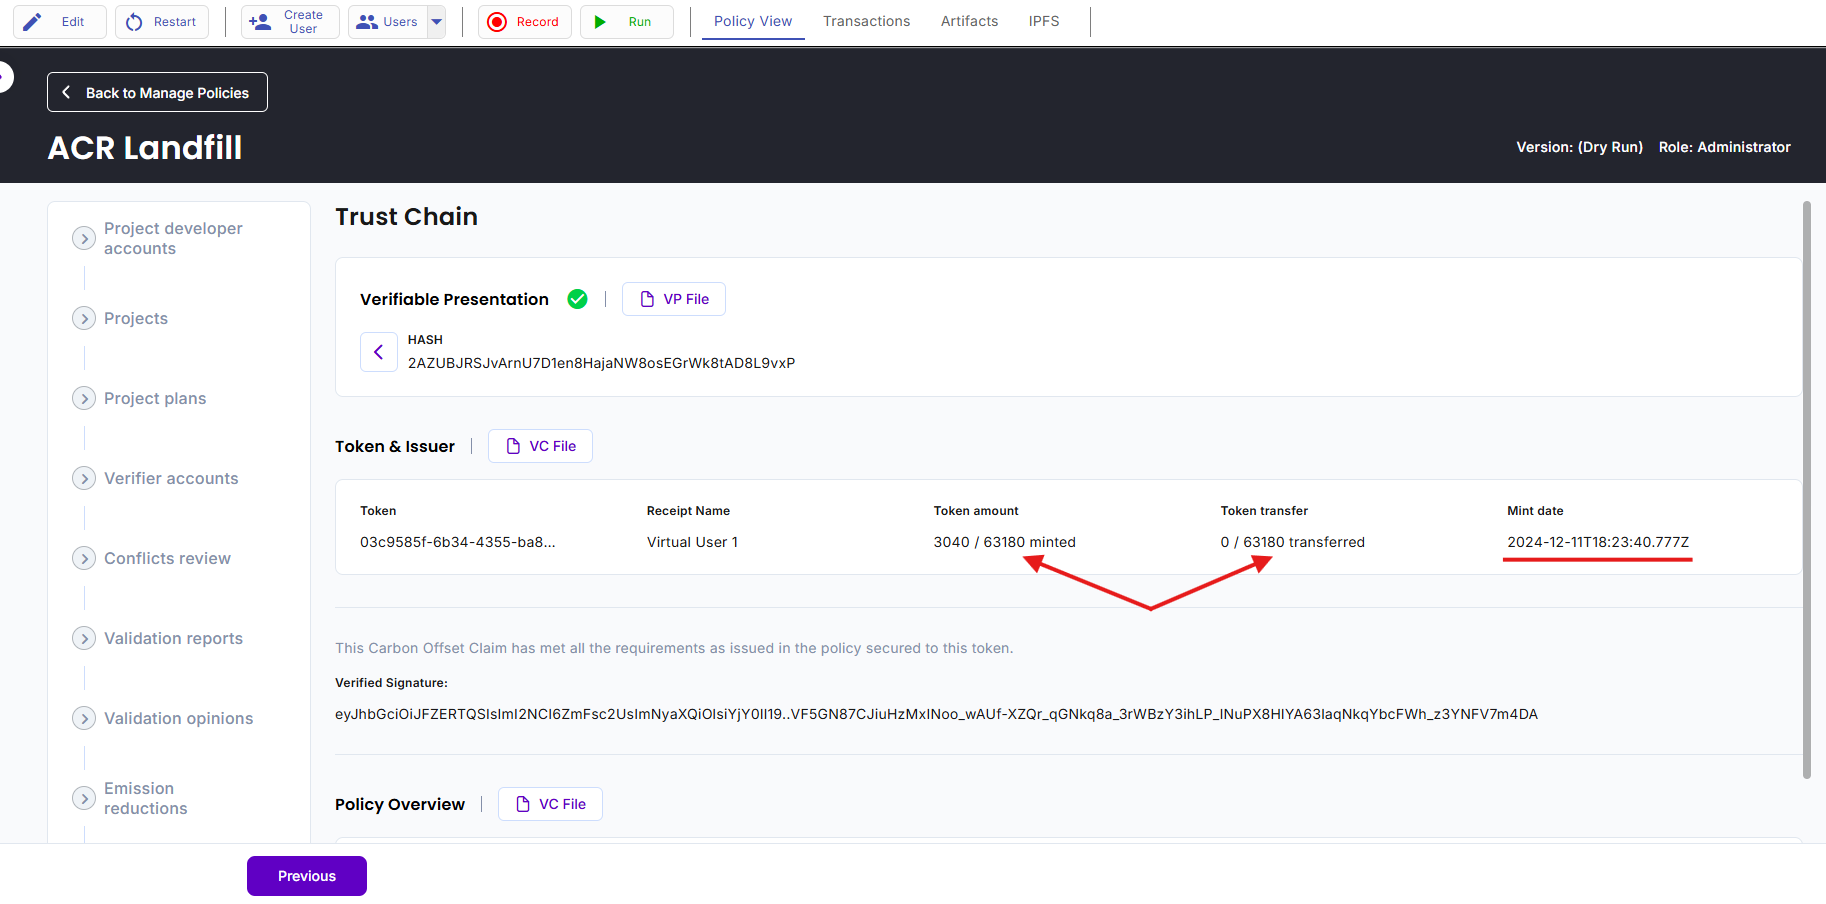 Edit
Restart
Create User
Users
Record
Run
Policy View
Transactions
Artifacts
IPFS
Back to Manage Policies
ACR Landfill
Version: (Dry Run) Role: Administrator
Project developer
accounts
Projects
Project plans
Verifier accounts
Conflicts review
Validation reports
Validation opinions
Emission
reductions
Trust Chain
Verifiable Presentation
VP File
HASH
2AZUBJRSJvArnU7D1en8HajaNW8osEGrWk8tAD8L9vxP
Token & Issuer
VC File
Token
Receipt Name
Token amount
Token transfer
Mint date
03c9585f-6b34-4355-ba8...
Virtual User 1
3040 / 63180 minted
0 / 63180 transferred
2024-12-11T18:23:40.777Z
This Carbon Offset Claim has met all the requirements as issued in the policy secured to this token.
Verified Signature:
eyJhbGciOiJFZERTQSIsImI2NCI6ZmFsc2UsImNyaXQiOlsiYjY0Il19..VF5GN87CJiuHzMxINoo_wAUf-XZQr_qGNkq8a_3rWBzY3ihLP_INuPX8HIYA63IaqNkqYbcFWh_z3YNFV7m4DA
Policy Overview
VC File
Previous